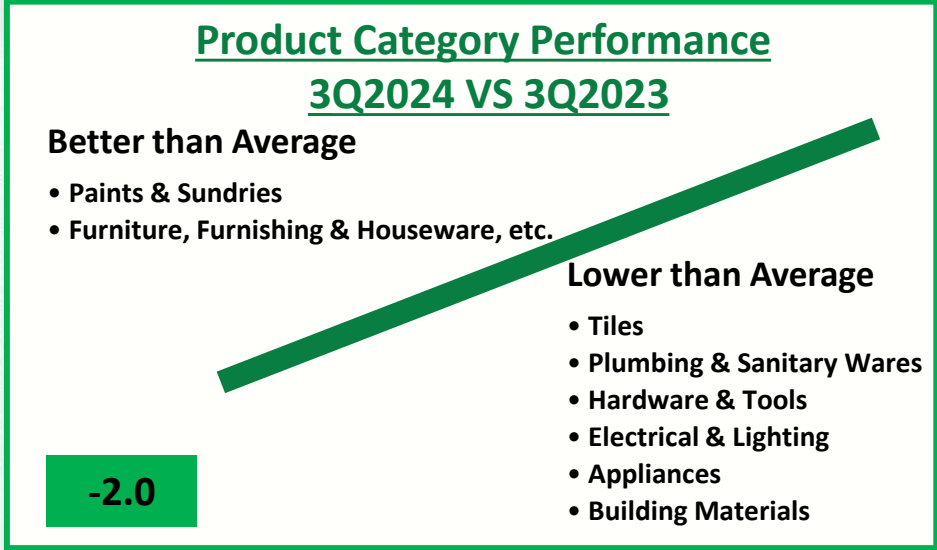 Product Category Performance
3Q2024 VS 3Q2023
Better than Average
• Paints & Sundries
• Furniture, Furnishing & Houseware, etc.
Lower than Average
• Tiles
• Plumbing & Sanitary Wares
• Hardware & Tools
• Electrical & Lighting
• Appliances
• Building Materials
-2.0